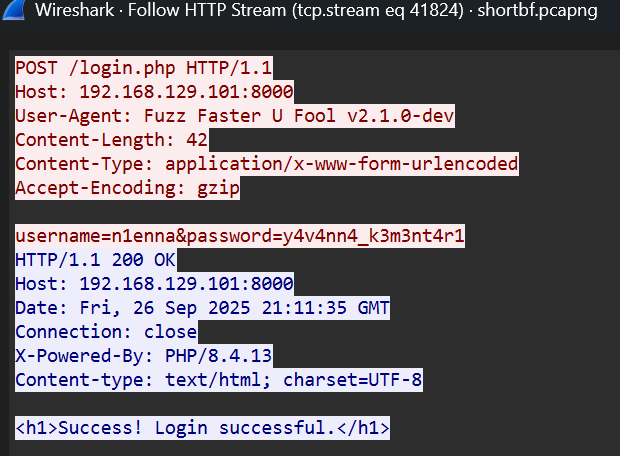 Wireshark · Follow HTTP Stream (tcp.stream eq 41824) · shortbf.pcapng
POST /login.php HTTP/1.1
Host: 192.168.129.101:8000
User-Agent: Fuzz Faster U Fool v2.1.0-dev
Content-Length: 42
Content-Type: application/x-www-form-urlencoded
Accept-Encoding: gzip
username=n1enna&password=y4v4nn4_k3m3nt4r1
HTTP/1.1 200 OK
Host: 192.168.129.101:8000
Date: Fri, 26 Sep 2025 21:11:35 GMT
Connection: close
X-Powered-By: PHP/8.4.13
Content-type: text/html; charset=UTF-8
<h1>Success! Login successful.</h1>